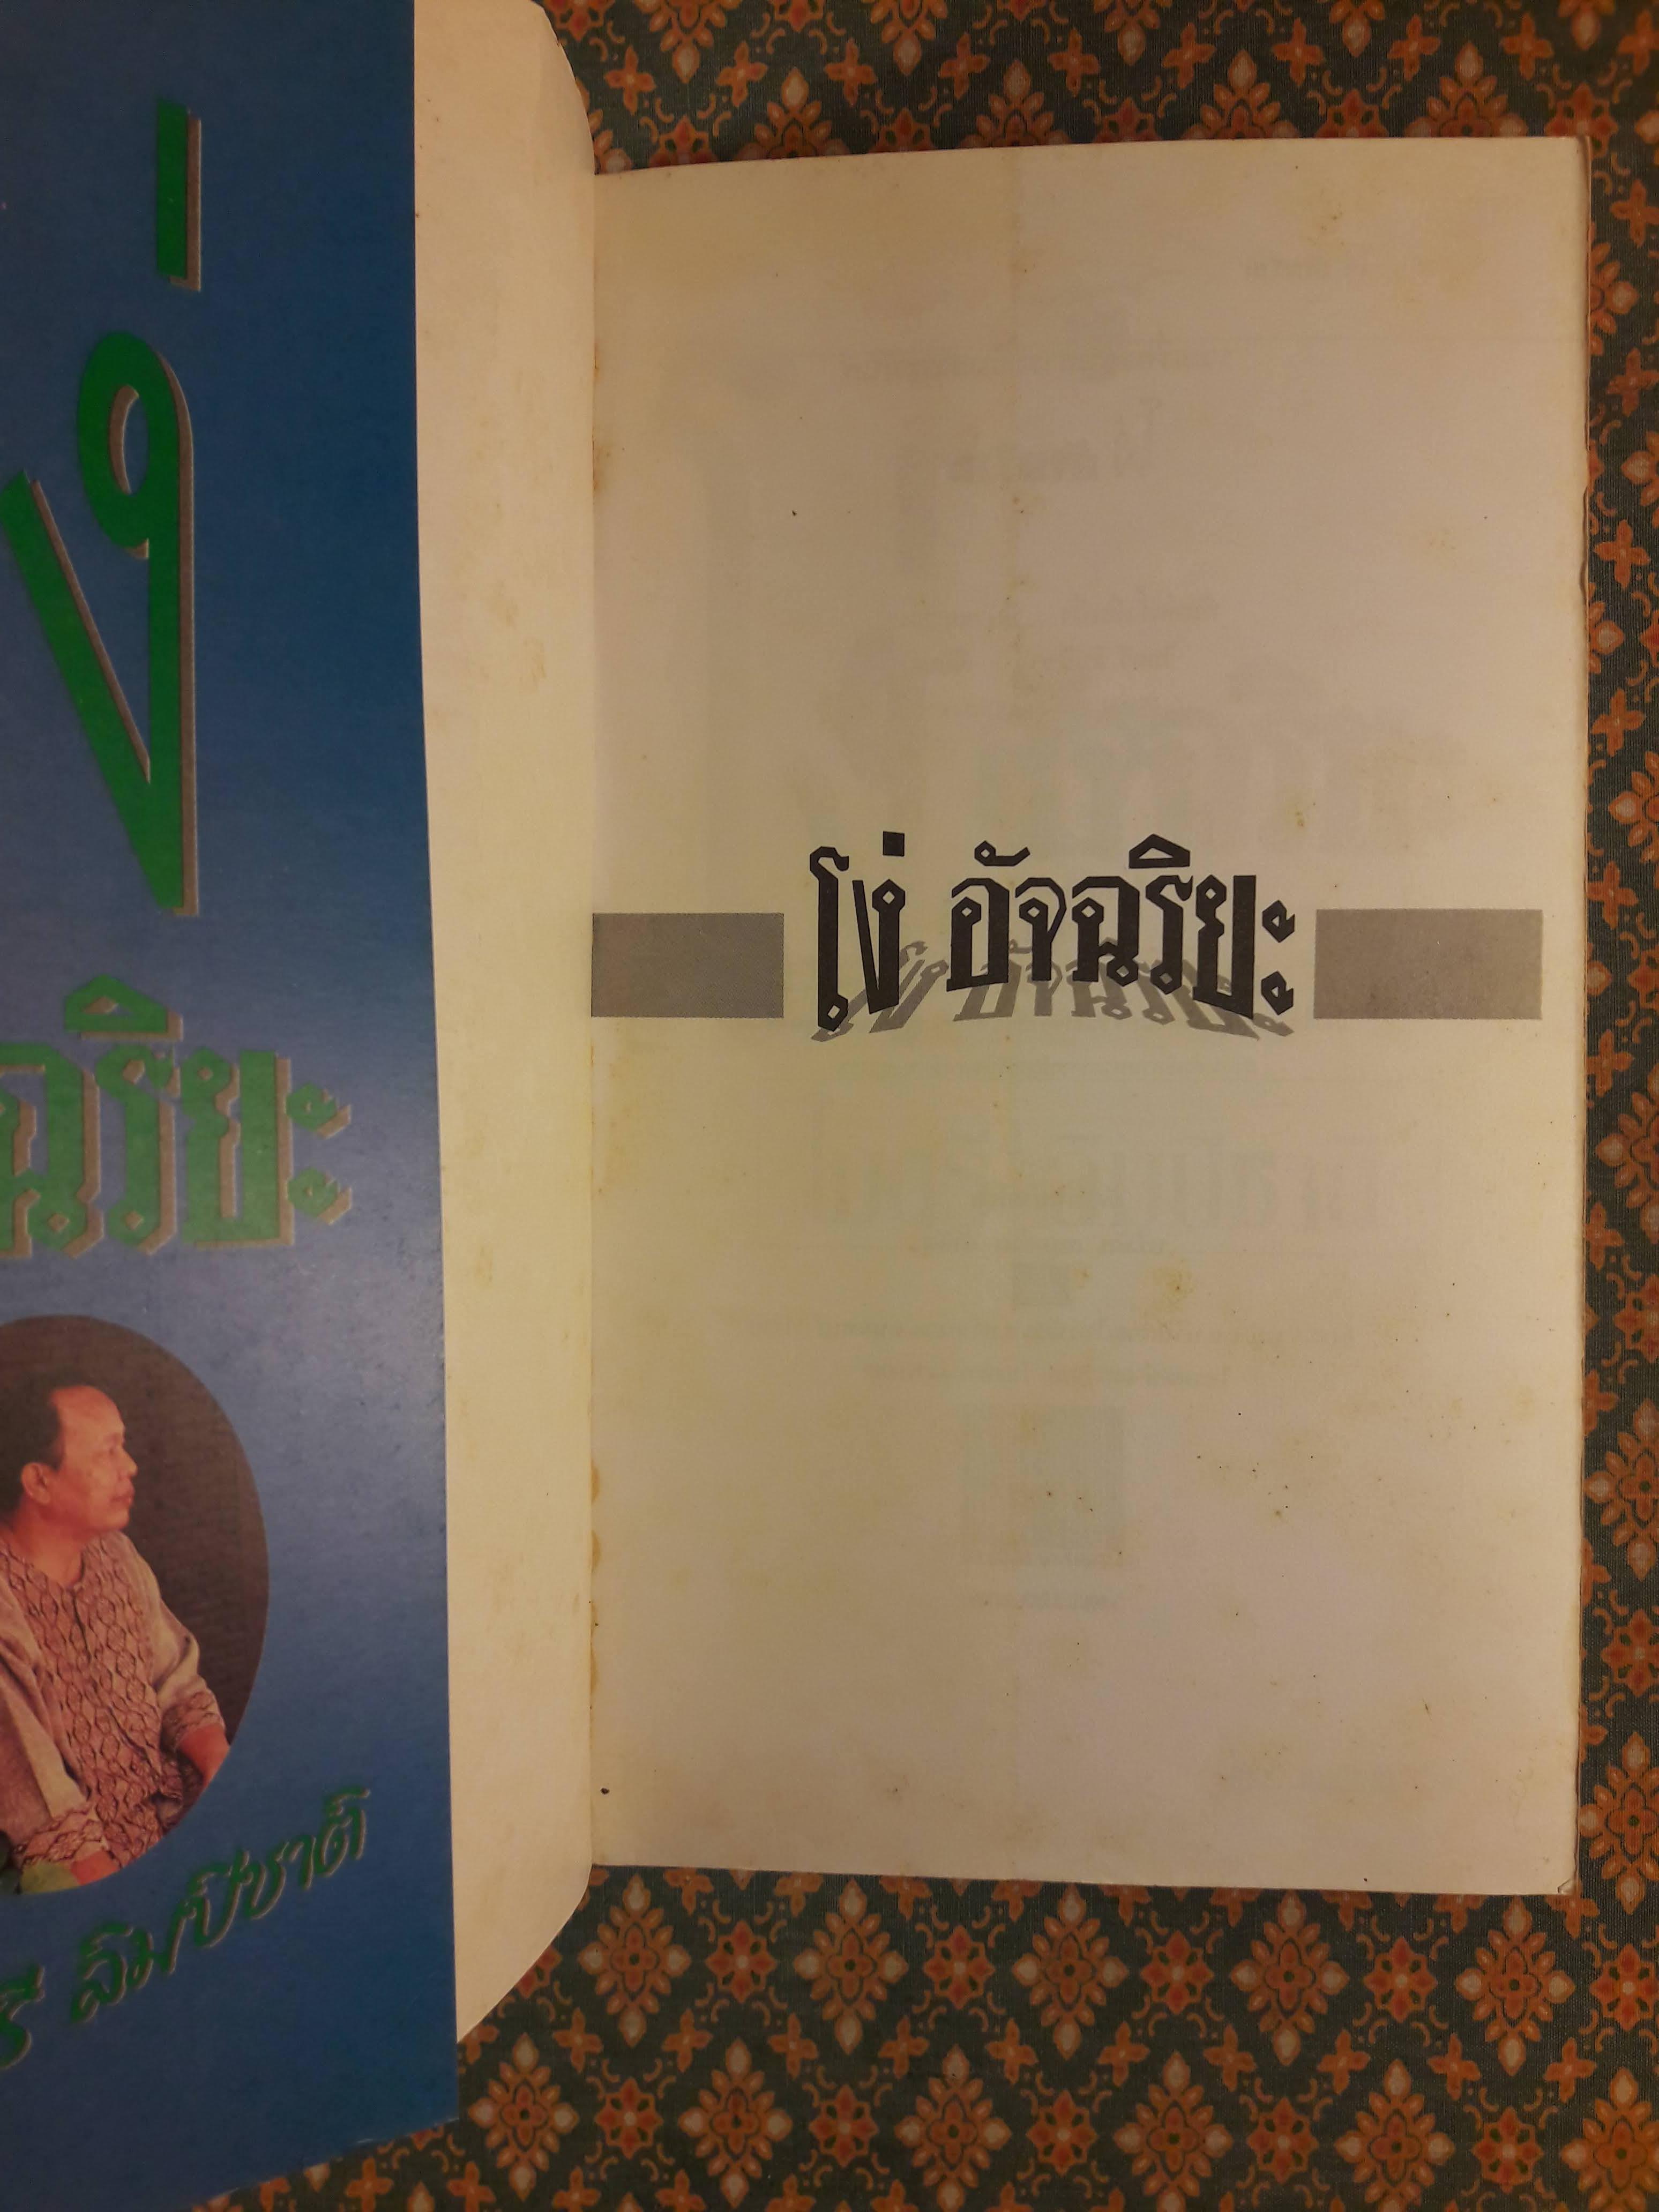 ง่
ฉริยะ
รี ลิมปิชาติ
โง่ อัจฉริยะ